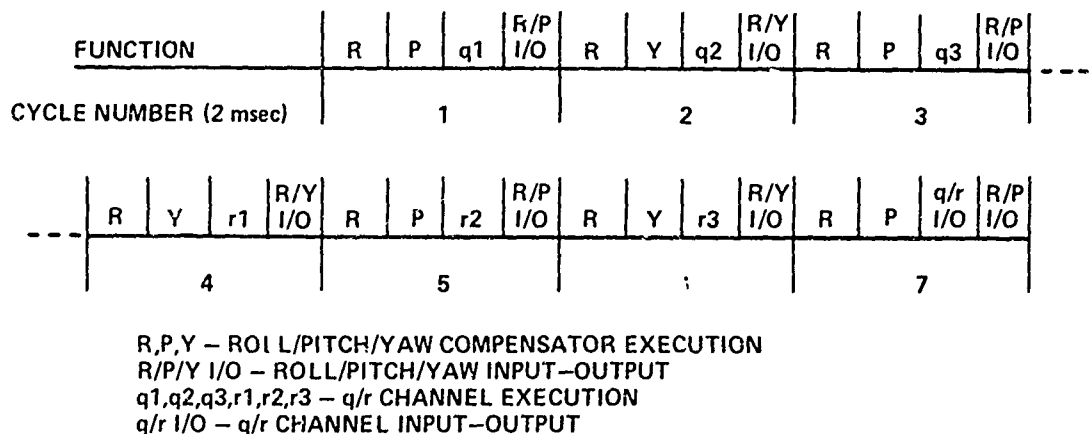 FUNCTION R P q1 R/P I/O R Y q2 R/Y I/O R P q3 R/P I/O
CYCLE NUMBER (2 msec) 1 2 3
R Y r1 R/Y I/O R P r2 R/P I/O R Y r3 R/Y I/O R P q/r I/O R/P I/O
4 5 7
R,P,Y – ROLL/PITCH/YAW COMPENSATOR EXECUTION
R/P/Y I/O – ROLL/PITCH/YAW INPUT–OUTPUT
q1,q2,q3,r1,r2,r3 – q/r CHANNEL EXECUTION
q/r I/O – q/r CHANNEL INPUT–OUTPUT